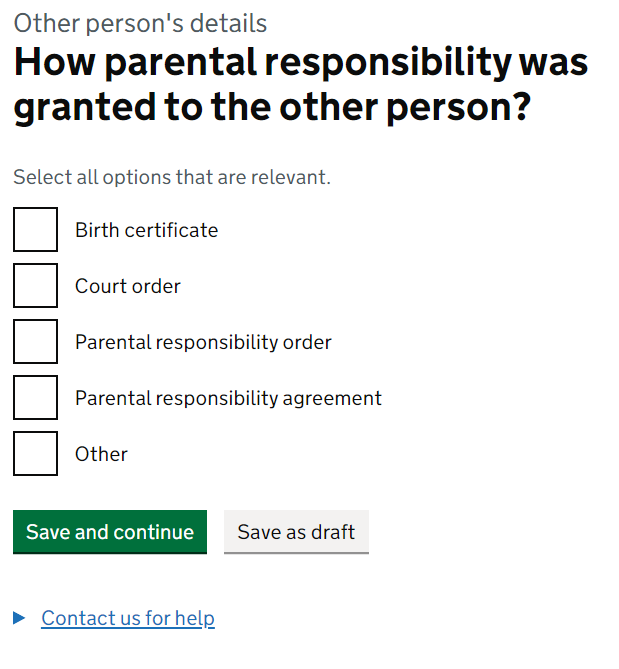 Other person's details
How parental responsibility was
granted to the other person?
Select all options that are relevant.
Birth certificate
Court order
Parental responsibility order
Parental responsibility agreement
Other
Save and continue
Save as draft
Contact us for help